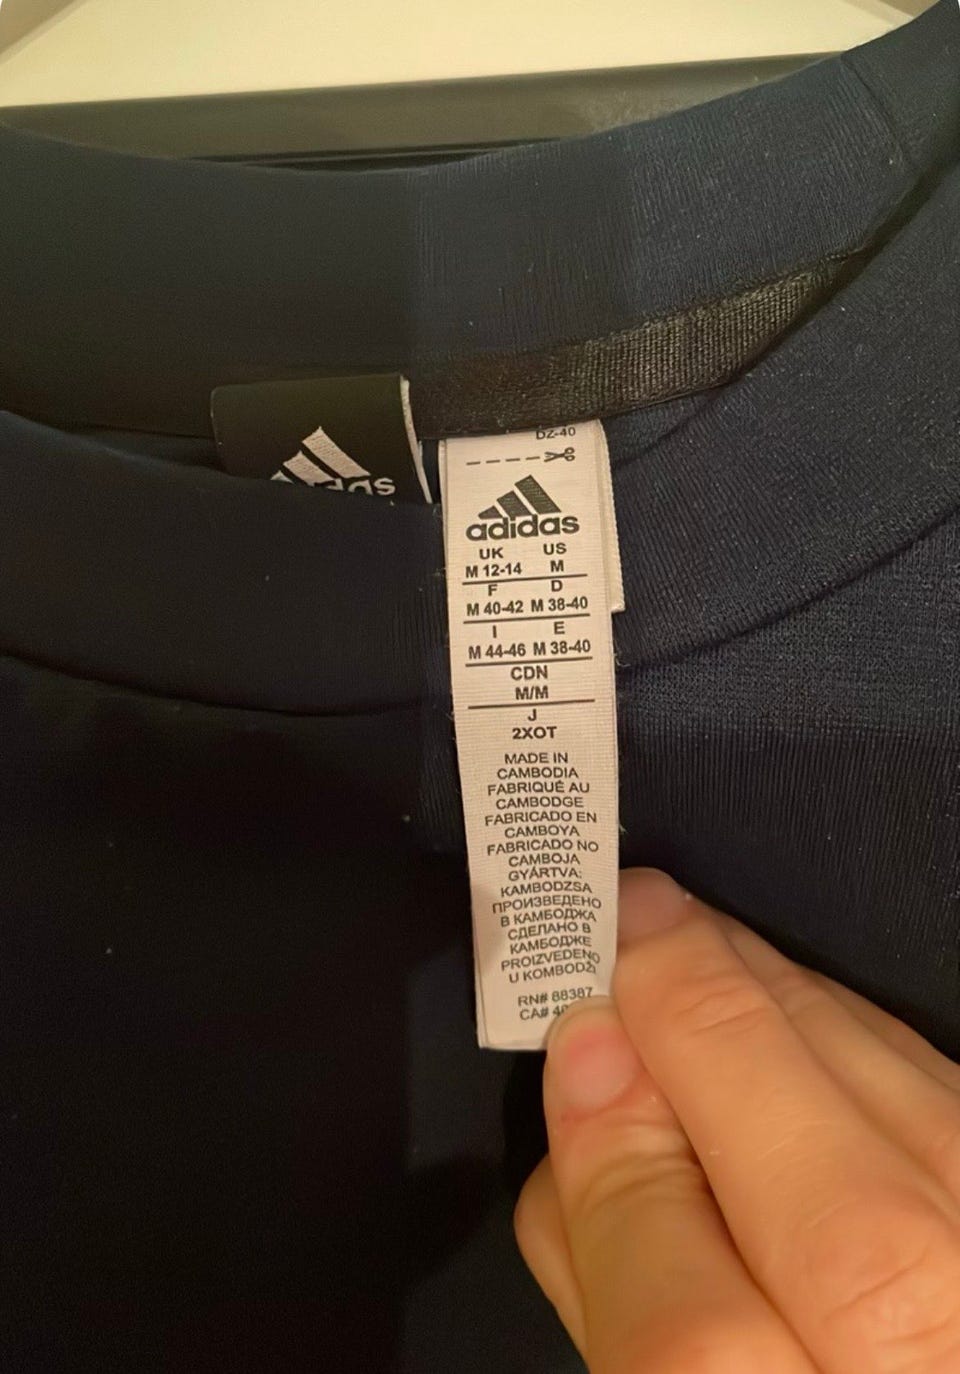 adidas
DZ-40
adidas
UK US
M 12-14 M
F D
M 40-42 M 38-40
I E
M 44-46 M 38-40
CDN
M/M
J
2XOT
MADE IN
CAMBODIA
FABRIQUÉ AU
CAMBODGE
FABRICADO EN
CAMBOYA
FABRICADO NO
CAMBOJA
GYÁRTVA:
KAMBODZSA
ПРОИЗВЕДЕНО
В КАМБОДЖА
СДЕЛАНО В
КАМБОДЖЕ
PROIZVEDENO
U KOMBODŽI
RN# 88387
CA#